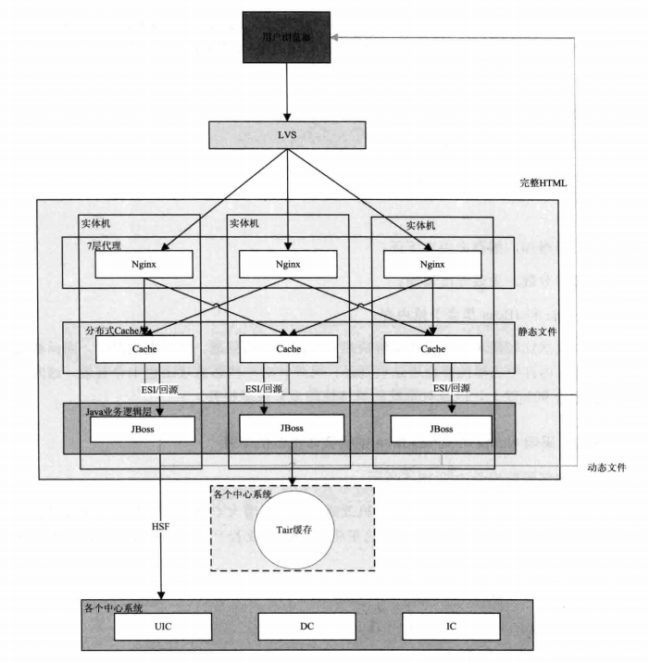 用户浏览器
LVS
完整HTML
实体机
实体机
实体机
7层代理
Nginx
Nginx
Nginx
分布式Cache层
静态文件
Cache
Cache
Cache
ESI/回源
ESI/回源
ESI/回源
Java业务逻辑层
JBoss
JBoss
JBoss
动态文件
各个中心系统
HSF
Tair缓存
各个中心系统
UIC
DC
IC